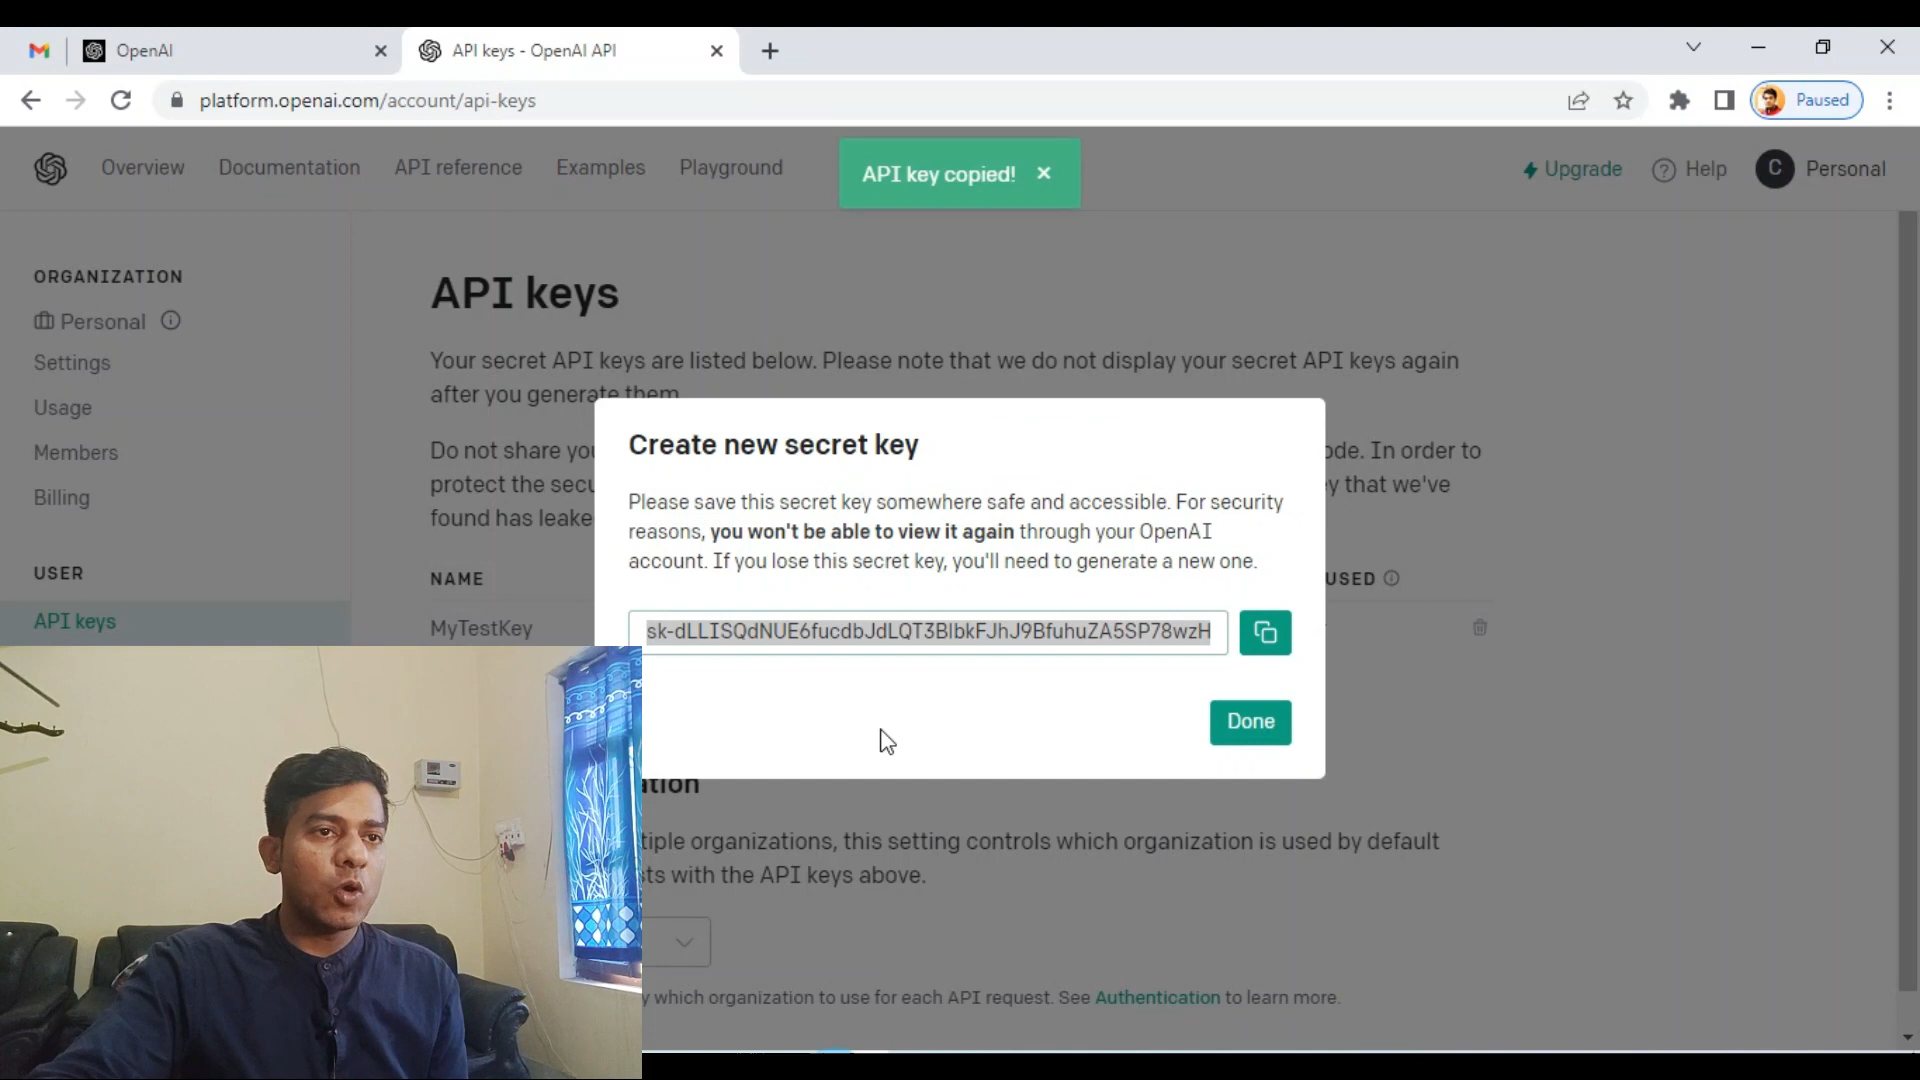 OpenAI
API keys - OpenAI API
platform.openai.com/account/api-keys
Paused
Overview
Documentation
API reference
Examples
Playground
API key copied!
Upgrade
Help
C
Personal
ORGANIZATION
Personal
Settings
Usage
Members
Billing
USER
API keys
API keys
Your secret API keys are listed below. Please note that we do not display your secret API keys again
after you generate them
Do not share you ode. In order to
protect the secu y that we've
found has leake
NAME
USED
MyTestKey
Create new secret key
Please save this secret key somewhere safe and accessible. For security
reasons, you won't be able to view it again through your OpenAI
account. If you lose this secret key, you'll need to generate a new one.
Done
ation
tiple organizations, this setting controls which organization is used by default
sts with the API keys above.
y which organization to use for each API request. See Authentication to learn more.